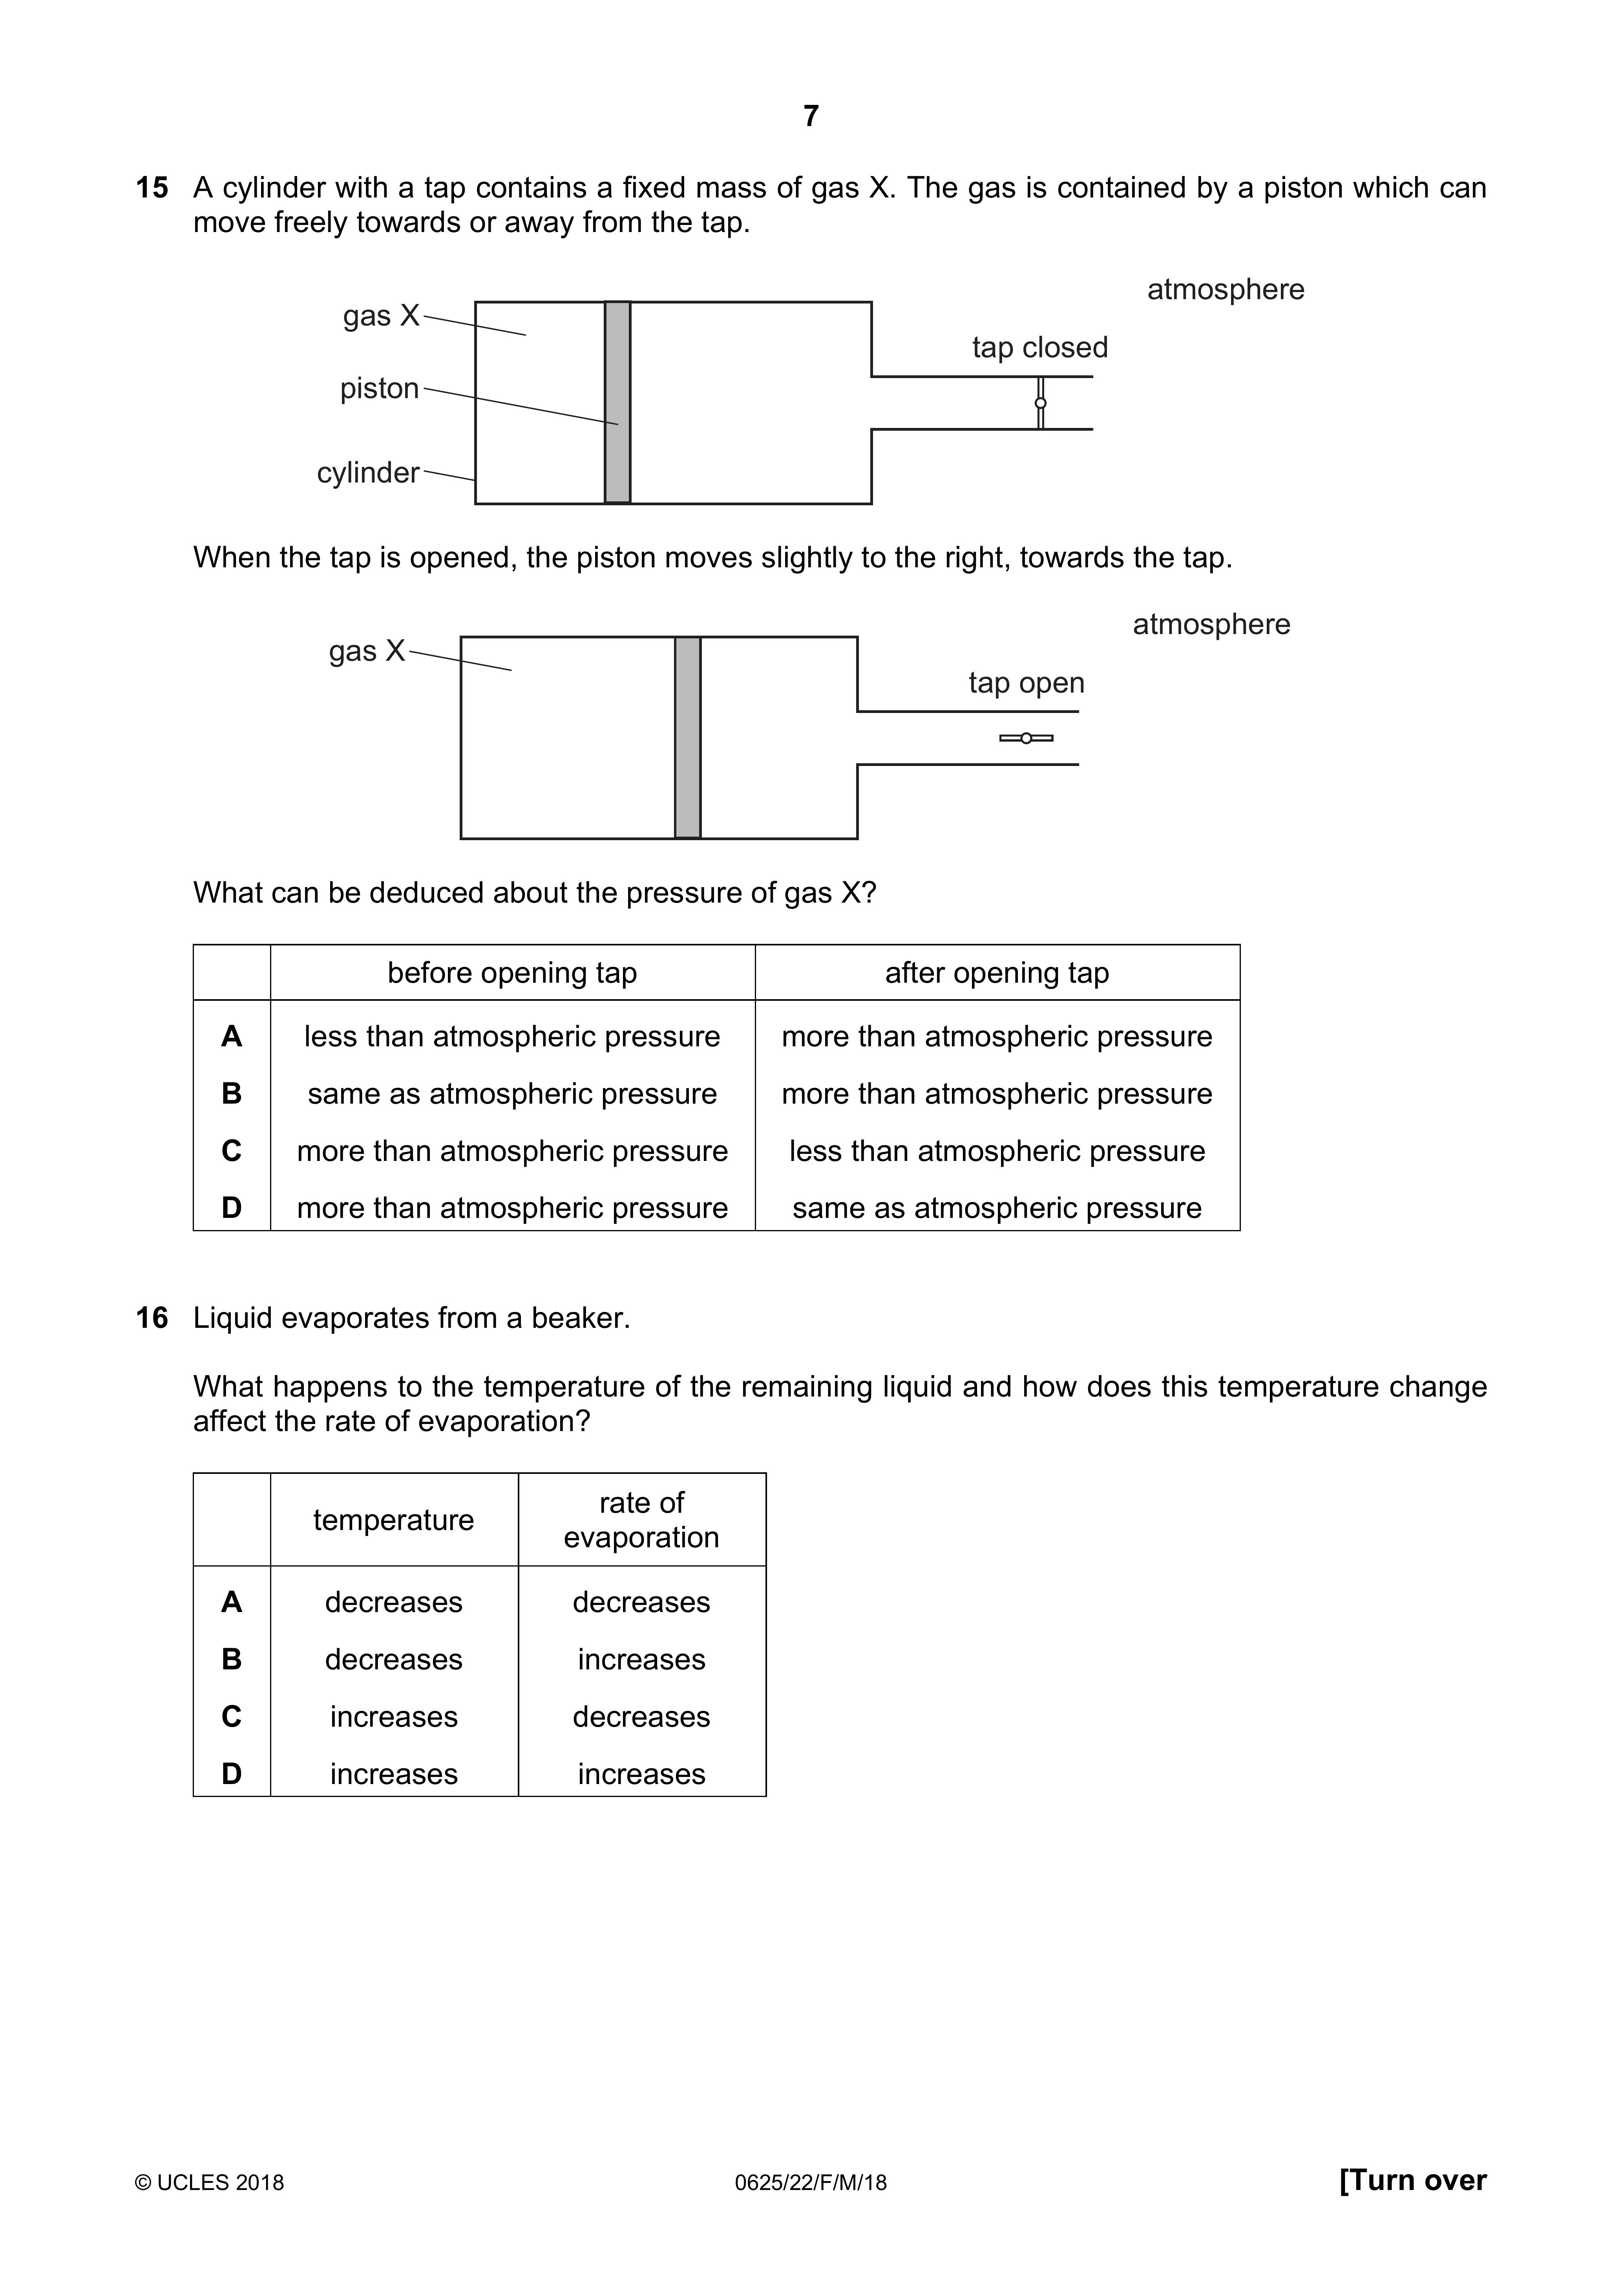 7
15 A cylinder with a tap contains a fixed mass of gas X. The gas is contained by a piston which can
move freely towards or away from the tap.
atmosphere
gas X
tap closed
piston
cylinder
When the tap is opened, the piston moves slightly to the right, towards the tap.
atmosphere
gas X
tap open
What can be deduced about the pressure of gas X?
before opening tap after opening tap
A less than atmospheric pressure more than atmospheric pressure
B same as atmospheric pressure more than atmospheric pressure
C more than atmospheric pressure less than atmospheric pressure
D more than atmospheric pressure same as atmospheric pressure
16 Liquid evaporates from a beaker.
What happens to the temperature of the remaining liquid and how does this temperature change
affect the rate of evaporation?
temperature rate of
evaporation
A decreases decreases
B decreases increases
C increases decreases
D increases increases
© UCLES 2018 0625/22/F/M/18 [Turn over